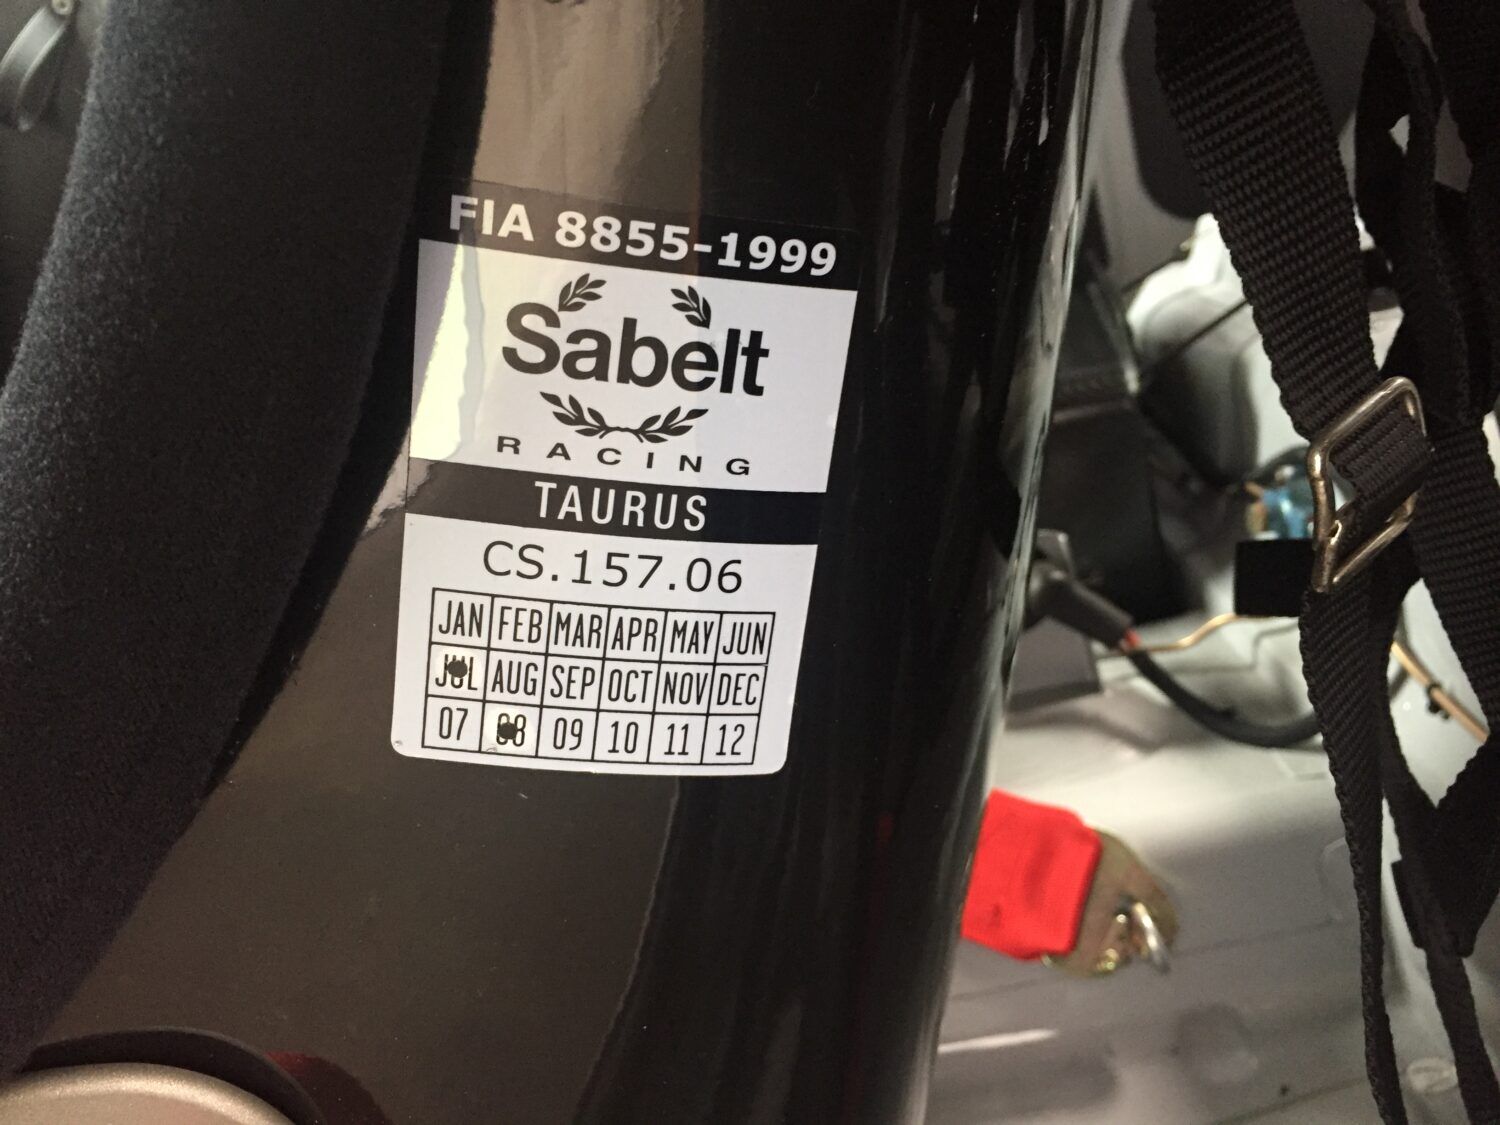 FIA 8855-1999
Sabelt
RACING
TAURUS
CS.157.06
JAN FEB MAR APR MAY JUN
JUL AUG SEP OCT NOV DEC
07 08 09 10 11 12